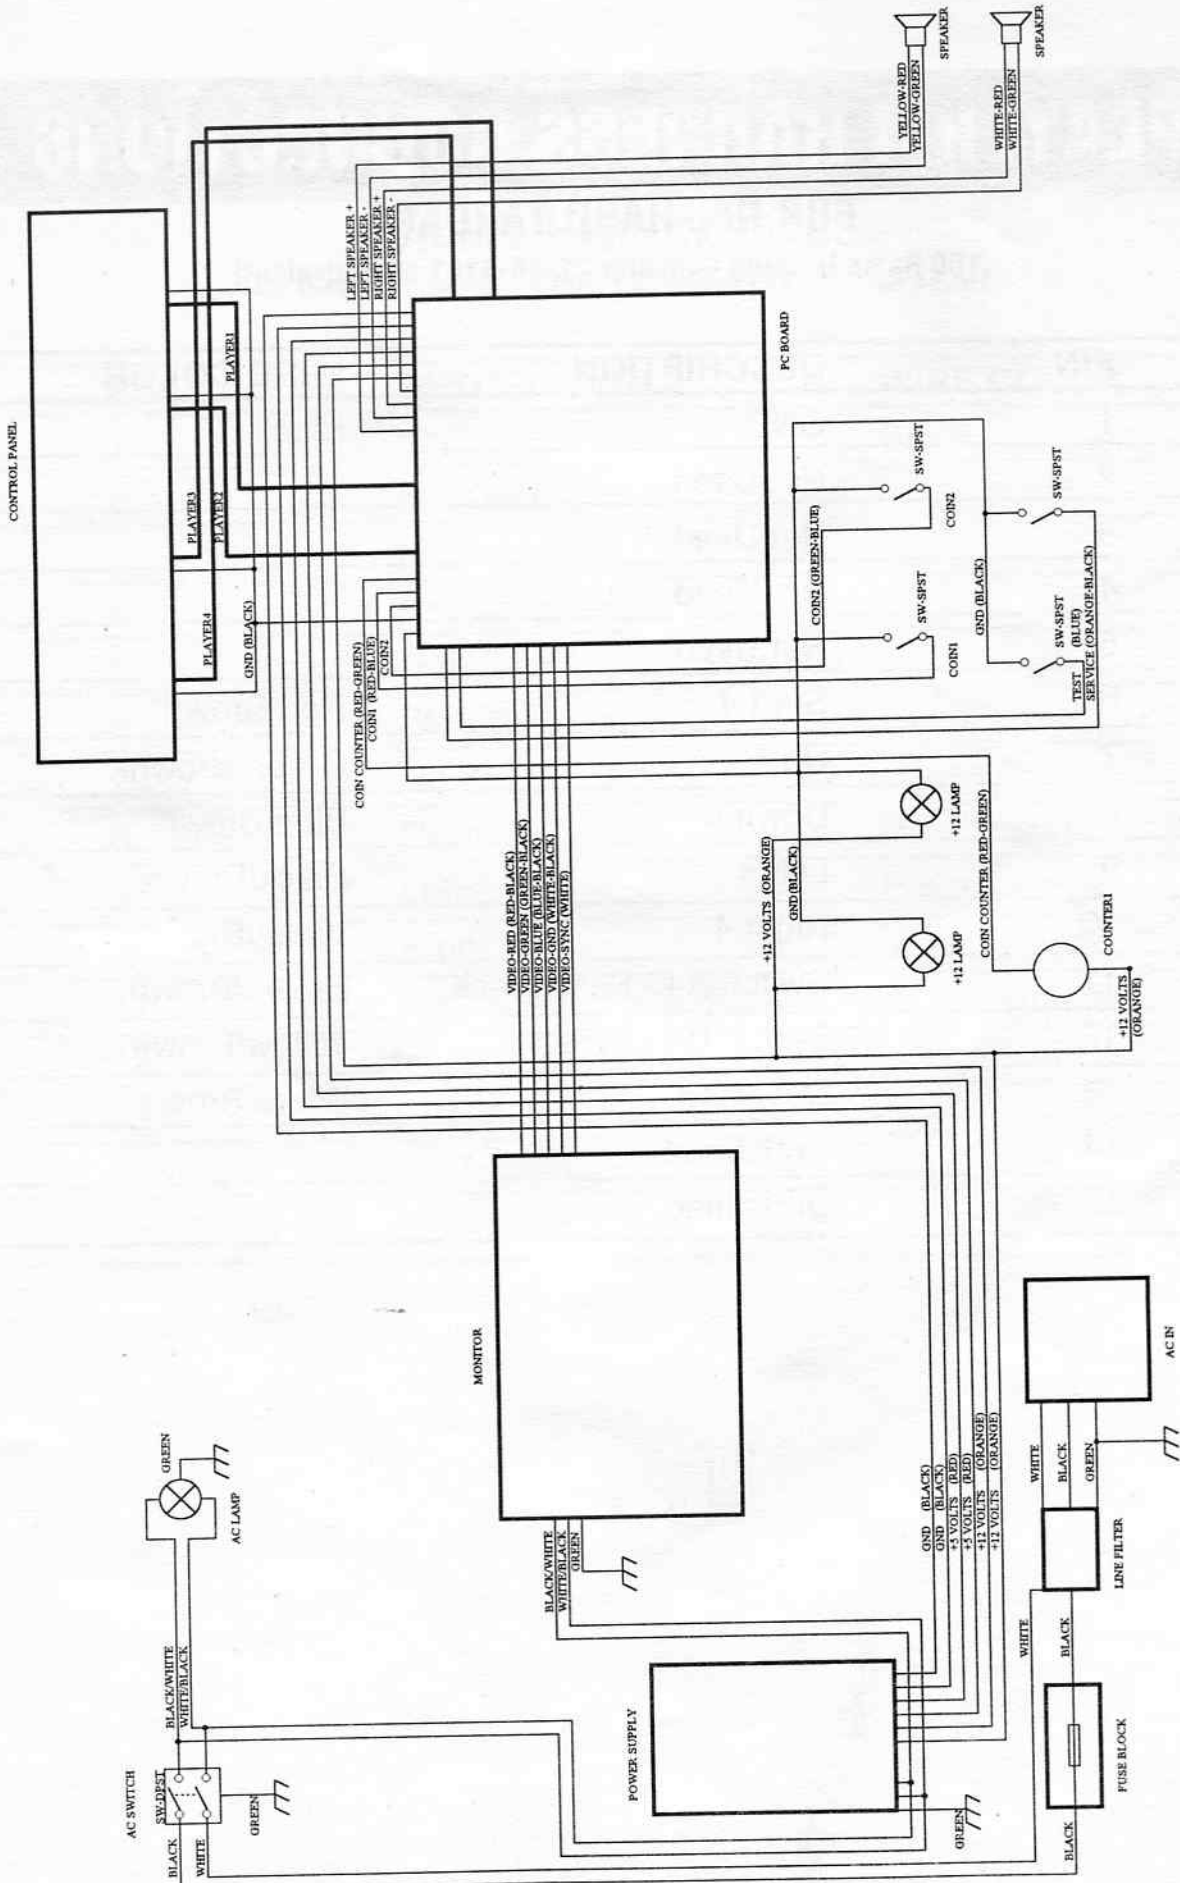 SPEAKER
SPEAKER
YELLOW-RED
YELLOW-GREEN
WHITE-RED
WHITE-GREEN
LEFT SPEAKER +
LEFT SPEAKER -
RIGHT SPEAKER +
RIGHT SPEAKER -
PC BOARD
CONTROL PANEL
PLAYER1
PLAYER3
PLAYER2
PLAYER4
GND (BLACK)
COIN COUNTER (RED-GREEN)
COIN1 (RED-BLUE)
COIN2
SW-SPST
COIN2
COIN2 (GREEN-BLUE)
SW-SPST
COIN1
SW-SPST
GND (BLACK)
SW-SPST
(BLUE)
TEST
SERVICE (ORANGE-BLACK)
VIDEO-RED (RED-BLACK)
VIDEO-GREEN (GREEN-BLACK)
VIDEO-BLUE (BLUE-BLACK)
VIDEO-GND (WHITE-BLACK)
VIDEO-SYNC (WHITE)
+12 VOLTS (ORANGE)
GND (BLACK)
+12 LAMP
+12 LAMP
COIN COUNTER (RED-GREEN)
COUNTER1
+12 VOLTS
(ORANGE)
MONITOR
AC IN
WHITE
BLACK
GREEN
GREEN
AC LAMP
BLACK/WHITE
WHITE/BLACK
GREEN
GND (BLACK)
GND (BLACK)
+5 VOLTS (RED)
+5 VOLTS (RED)
+12 VOLTS (ORANGE)
+12 VOLTS (ORANGE)
LINE FILTER
WHITE
BLACK
BLACK/WHITE
WHITE/BLACK
POWER SUPPLY
FUSE BLOCK
AC SWITCH
SW-DPST
GREEN
GREEN
BLACK
WHITE
BLACK